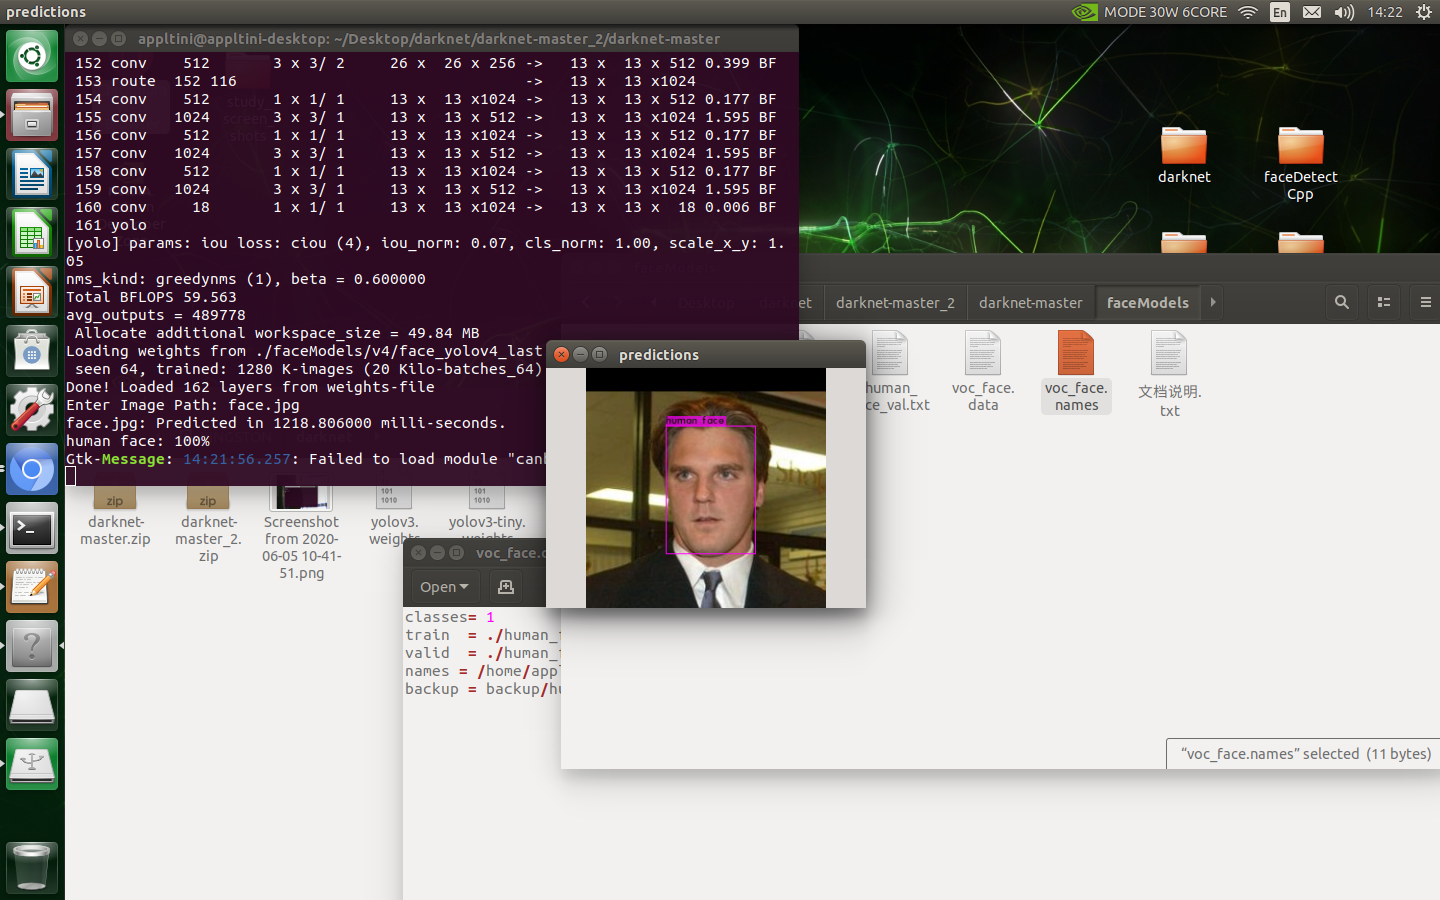 predictions
MODE 30W 6CORE
En
14:22
appltini@appltini-desktop: ~/Desktop/darknet/darknet-master_2/darknet-master
152 conv    512       3 x 3/ 2     26 x  26 x 256 ->   13 x  13 x 512 0.399 BF
153 route  152 116                                ->   13 x  13 x1024
154 conv    512       1 x 1/ 1     13 x  13 x1024 ->   13 x  13 x 512 0.177 BF
155 conv   1024       3 x 3/ 1     13 x  13 x 512 ->   13 x  13 x1024 1.595 BF
156 conv    512       1 x 1/ 1     13 x  13 x1024 ->   13 x  13 x 512 0.177 BF
157 conv   1024       3 x 3/ 1     13 x  13 x 512 ->   13 x  13 x1024 1.595 BF
158 conv    512       1 x 1/ 1     13 x  13 x1024 ->   13 x  13 x 512 0.177 BF
159 conv   1024       3 x 3/ 1     13 x  13 x 512 ->   13 x  13 x1024 1.595 BF
160 conv     18       1 x 1/ 1     13 x  13 x1024 ->   13 x  13 x  18 0.006 BF
161 yolo
[yolo] params: iou loss: ciou (4), iou_norm: 0.07, cls_norm: 1.00, scale_x_y: 1.
05
nms_kind: greedynms (1), beta = 0.600000
Total BFLOPS 59.563
avg_outputs = 489778
Allocate additional workspace_size = 49.84 MB
Loading weights from ./faceModels/v4/face_yolov4_last
seen 64, trained: 1280 K-images (20 Kilo-batches_64)
Done! Loaded 162 layers from weights-file
Enter Image Path: face.jpg
face.jpg: Predicted in 1218.806000 milli-seconds.
human face: 100%
Gtk-Message: 14:21:56.257: Failed to load module "can
darknet
faceDetect
Cpp
darknet-master_2
darknet-master
faceModels
human_
ce_val.txt
voc_face.
data
voc_face.
names
文档说明.
txt
predictions
human face
zip
zip
101
1010
101
1010
darknet-
master.zip
darknet-
master_2.
zip
Screenshot
from 2020-
06-05 10-41-
51.png
yolov3.
weights
yolov3-tiny.
weights
voc_face.
Open
classes= 1
train  = ./human_
valid  = ./human_
names = /home/app
backup = backup/hu
“voc_face.names” selected  (11 bytes)